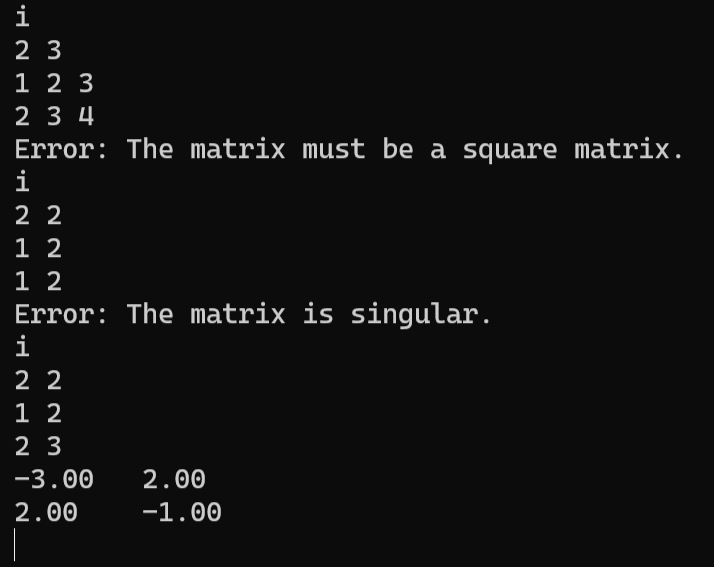 i
2 3
1 2 3
2 3 4
Error: The matrix must be a square matrix.
i
2 2
1 2
1 2
Error: The matrix is singular.
i
2 2
1 2
2 3
-3.00   2.00
2.00    -1.00